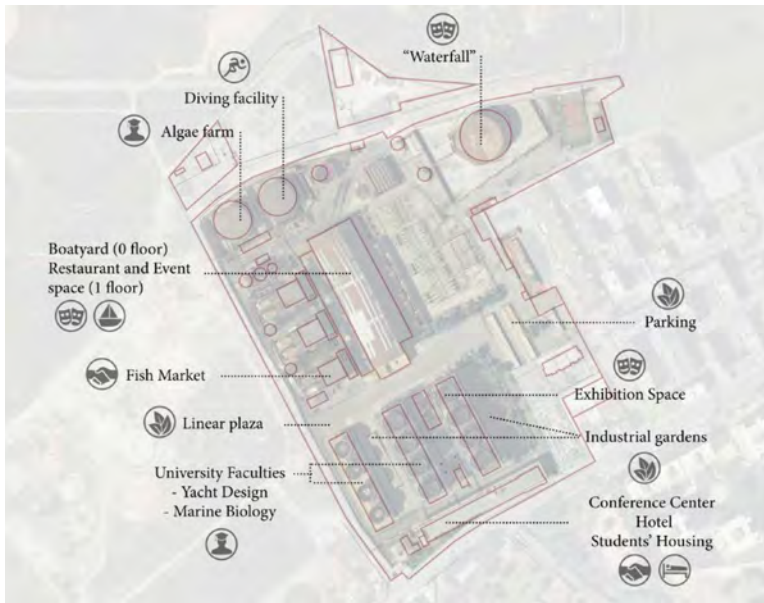 “Waterfall”
Diving facility
Algae farm
Boatyard (0 floor)
Restaurant and Event
space (1 floor)
Parking
Fish Market
Exhibition Space
Linear plaza
Industrial gardens
University Faculties
- Yacht Design
- Marine Biology
Conference Center
Hotel
Students’ Housing